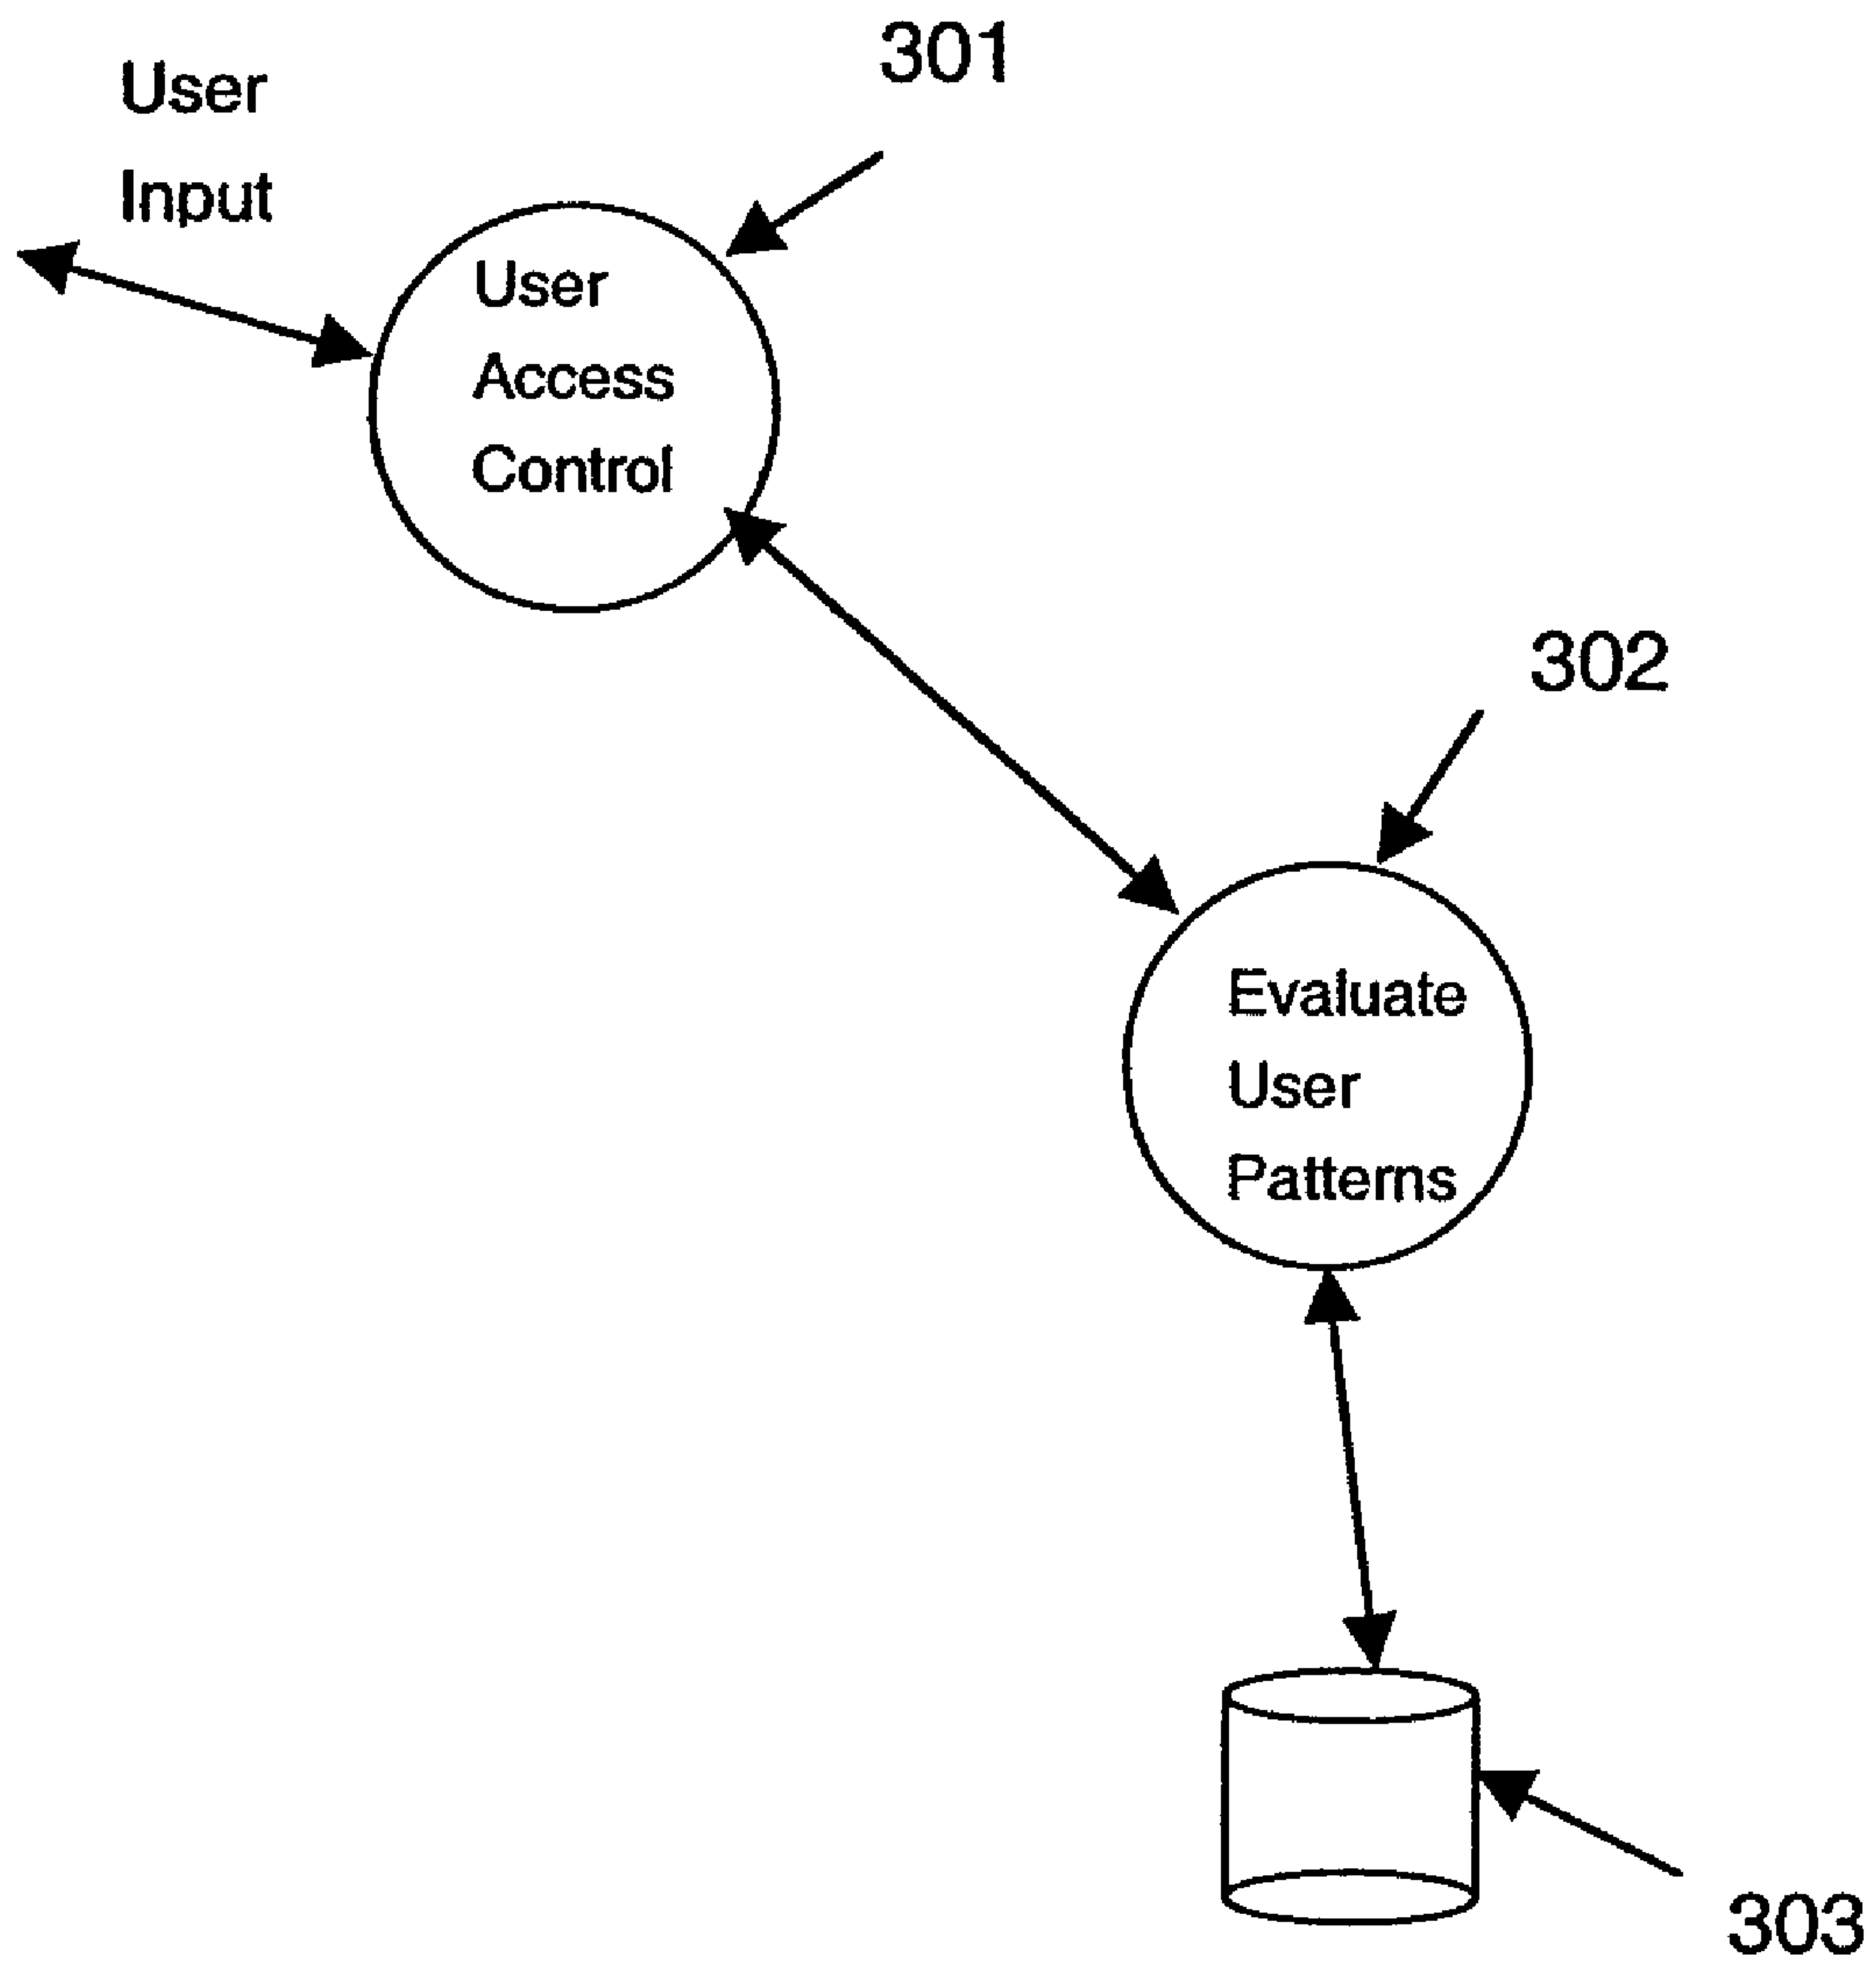 301
User
Input
User
Access
Control
302
Evaluate
User
Patterns
303